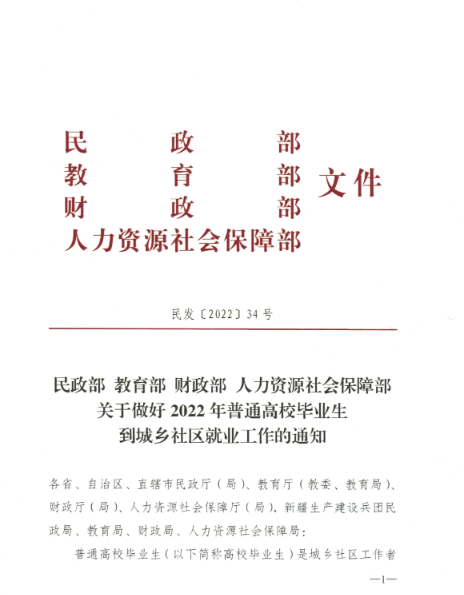 民政部
教育部
财政部
人力资源社会保障部
文件
民发〔2022〕34号
民政部 教育部 财政部 人力资源社会保障部
关于做好2022年普通高校毕业生
到城乡社区就业工作的通知
各省、自治区、直辖市民政厅（局）、教育厅（教委、教育局）、
财政厅（局）、人力资源社会保障厅（局），新疆生产建设兵团民
政局、教育局、财政局、人力资源社会保障局：
普通高校毕业生（以下简称高校毕业生）是城乡社区工作者
—1—